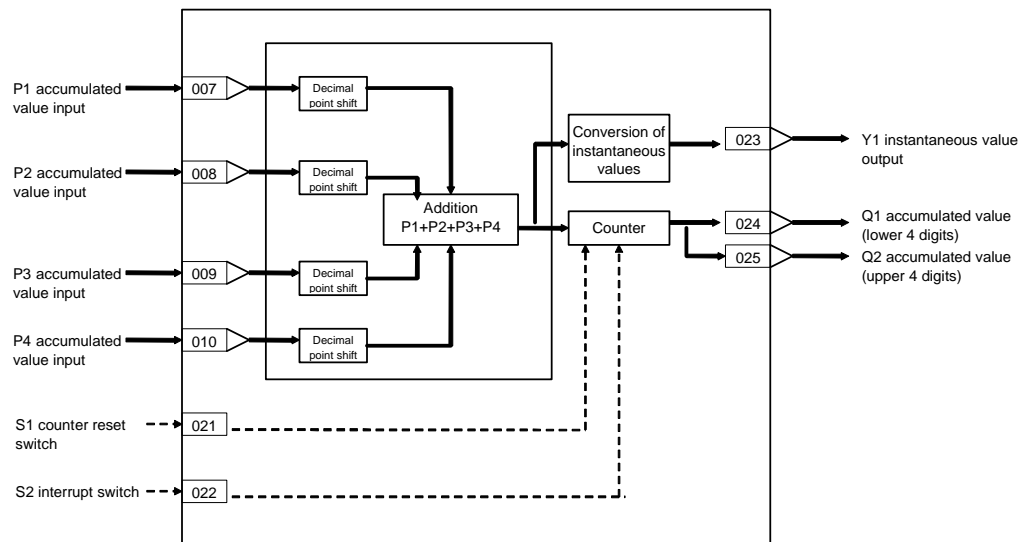 P1 accumulated
value input
007
Decimal
point shift
P2 accumulated
value input
008
Decimal
point shift
P3 accumulated
value input
009
Decimal
point shift
P4 accumulated
value input
010
Decimal
point shift
Addition
P1+P2+P3+P4
Conversion of
instantaneous
values
023
Y1 instantaneous value
output
Counter
024
Q1 accumulated value
(lower 4 digits)
025
Q2 accumulated value
(upper 4 digits)
S1 counter reset
switch
021
S2 interrupt switch
022